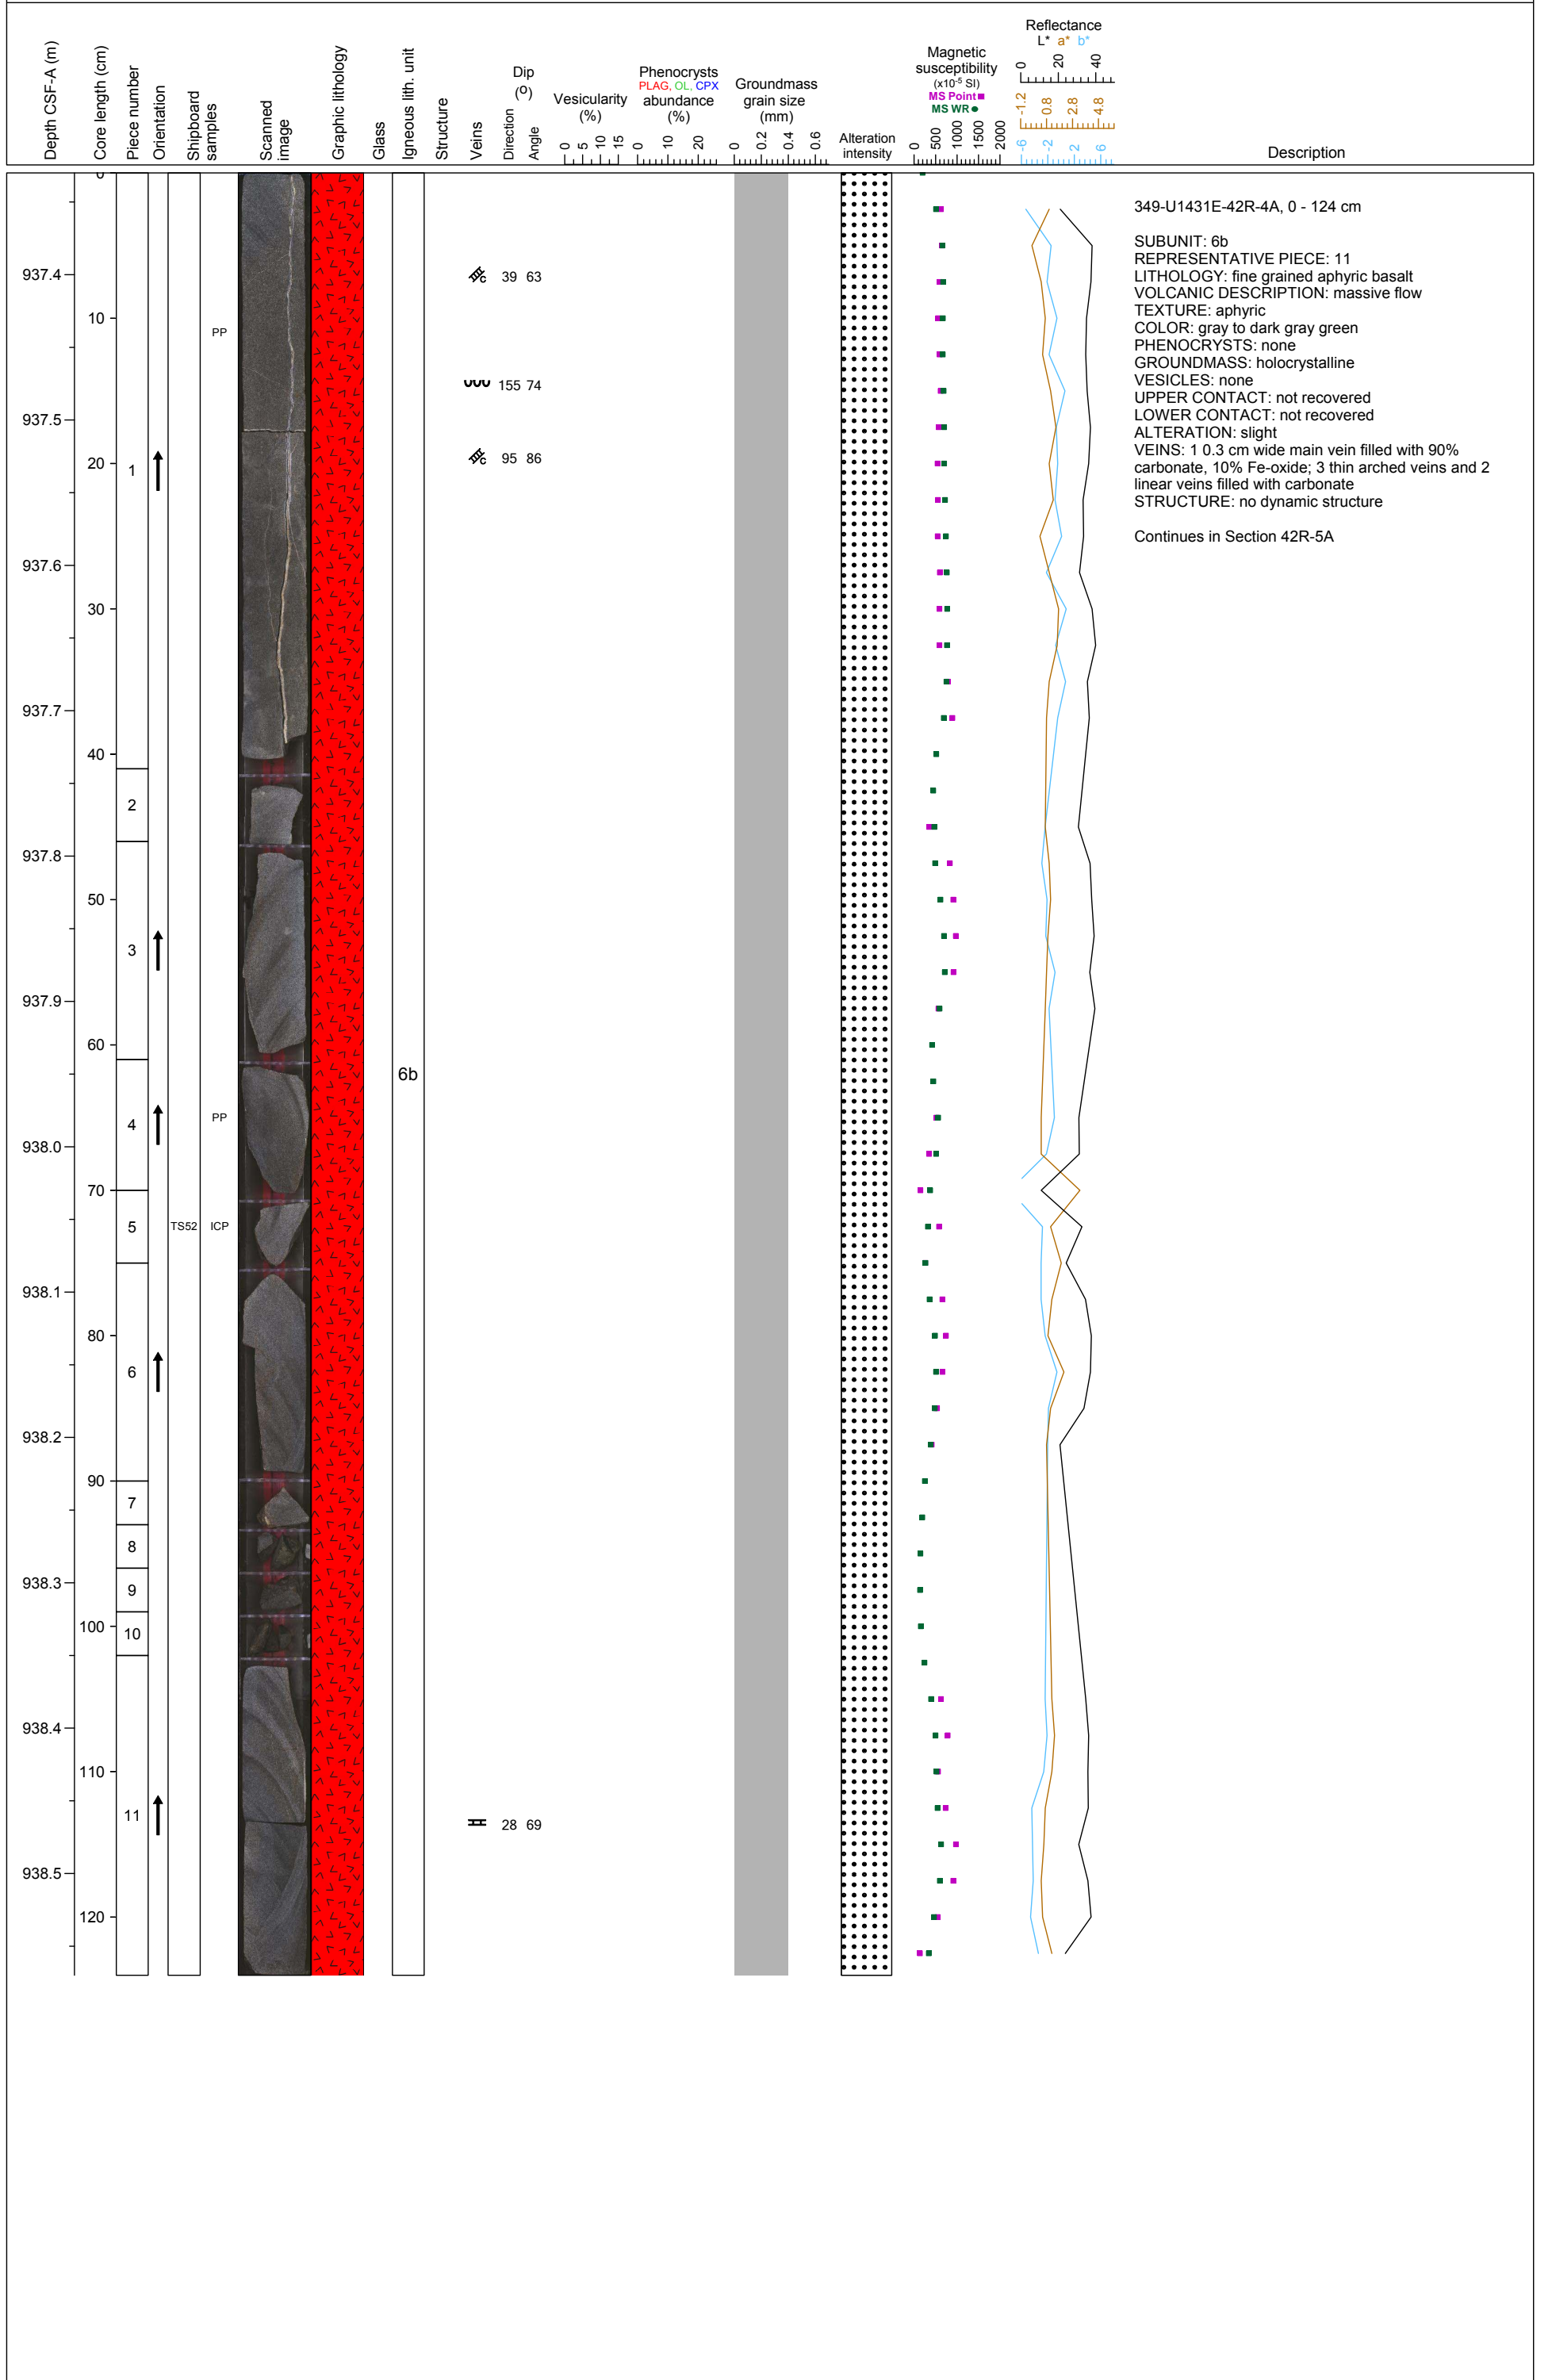 Depth CSF-A (m)
Core length (cm)
Piece number
Orientation
Shipboard
samples
Scanned
image
Graphic lithology
Glass
Igneous lith. unit
Structure
Veins
Dip
(º)
Direction
Angle
Vesicularity
(%)
0 5 10 15
Phenocrysts
PLAG, OL, CPX
abundance
(%)
0 10 20
Groundmass
grain size
(mm)
0 0.2 0.4 0.6
Alteration
intensity
Magnetic
susceptibility
(x10-5 SI)
MS Point
MS WR
0 500 1000 1500 2000
Reflectance
L* a* b*
0 20 40
-1.2 0.8 2.8 4.8
-6 -2 2 6
Description
0
937.4
10
937.5
20
937.6
30
937.7
40
937.8
50
937.9
60
938.0
70
938.1
80
938.2
90
938.3
100
938.4
110
938.5
120
1
2
3
4
5
6
7
8
9
10
11
PP
PP
TS52 ICP
6b
c 39 63
155 74
c 95 86
28 69
349-U1431E-42R-4A, 0 - 124 cm
SUBUNIT: 6b
REPRESENTATIVE PIECE: 11
LITHOLOGY: fine grained aphyric basalt
VOLCANIC DESCRIPTION: massive flow
TEXTURE: aphyric
COLOR: gray to dark gray green
PHENOCRYSTS: none
GROUNDMASS: holocrystalline
VESICLES: none
UPPER CONTACT: not recovered
LOWER CONTACT: not recovered
ALTERATION: slight
VEINS: 1 0.3 cm wide main vein filled with 90%
carbonate, 10% Fe-oxide; 3 thin arched veins and 2
linear veins filled with carbonate
STRUCTURE: no dynamic structure
Continues in Section 42R-5A